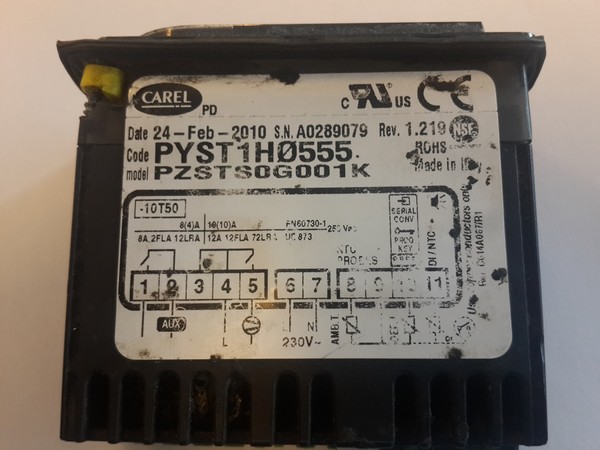 CAREL
PD
C US CE
Date 24-Feb-2010 S.N. A0289079 Rev. 1.219 NSF
Code PYST1HØ555. ROHS
model PZSTS0G001K Made in
-10T50
8(4)A 10(10)A EN60730-1
8A 2FLA 12LRA 12A 12FLA 72LRA UL 873
SERIAL
CONV
PROG
KEY
NTC
PROBES
DI/NTC
1 2 3 4 5 6 7 8 9 10 11
AUX
L L N
230V~
AMB.T